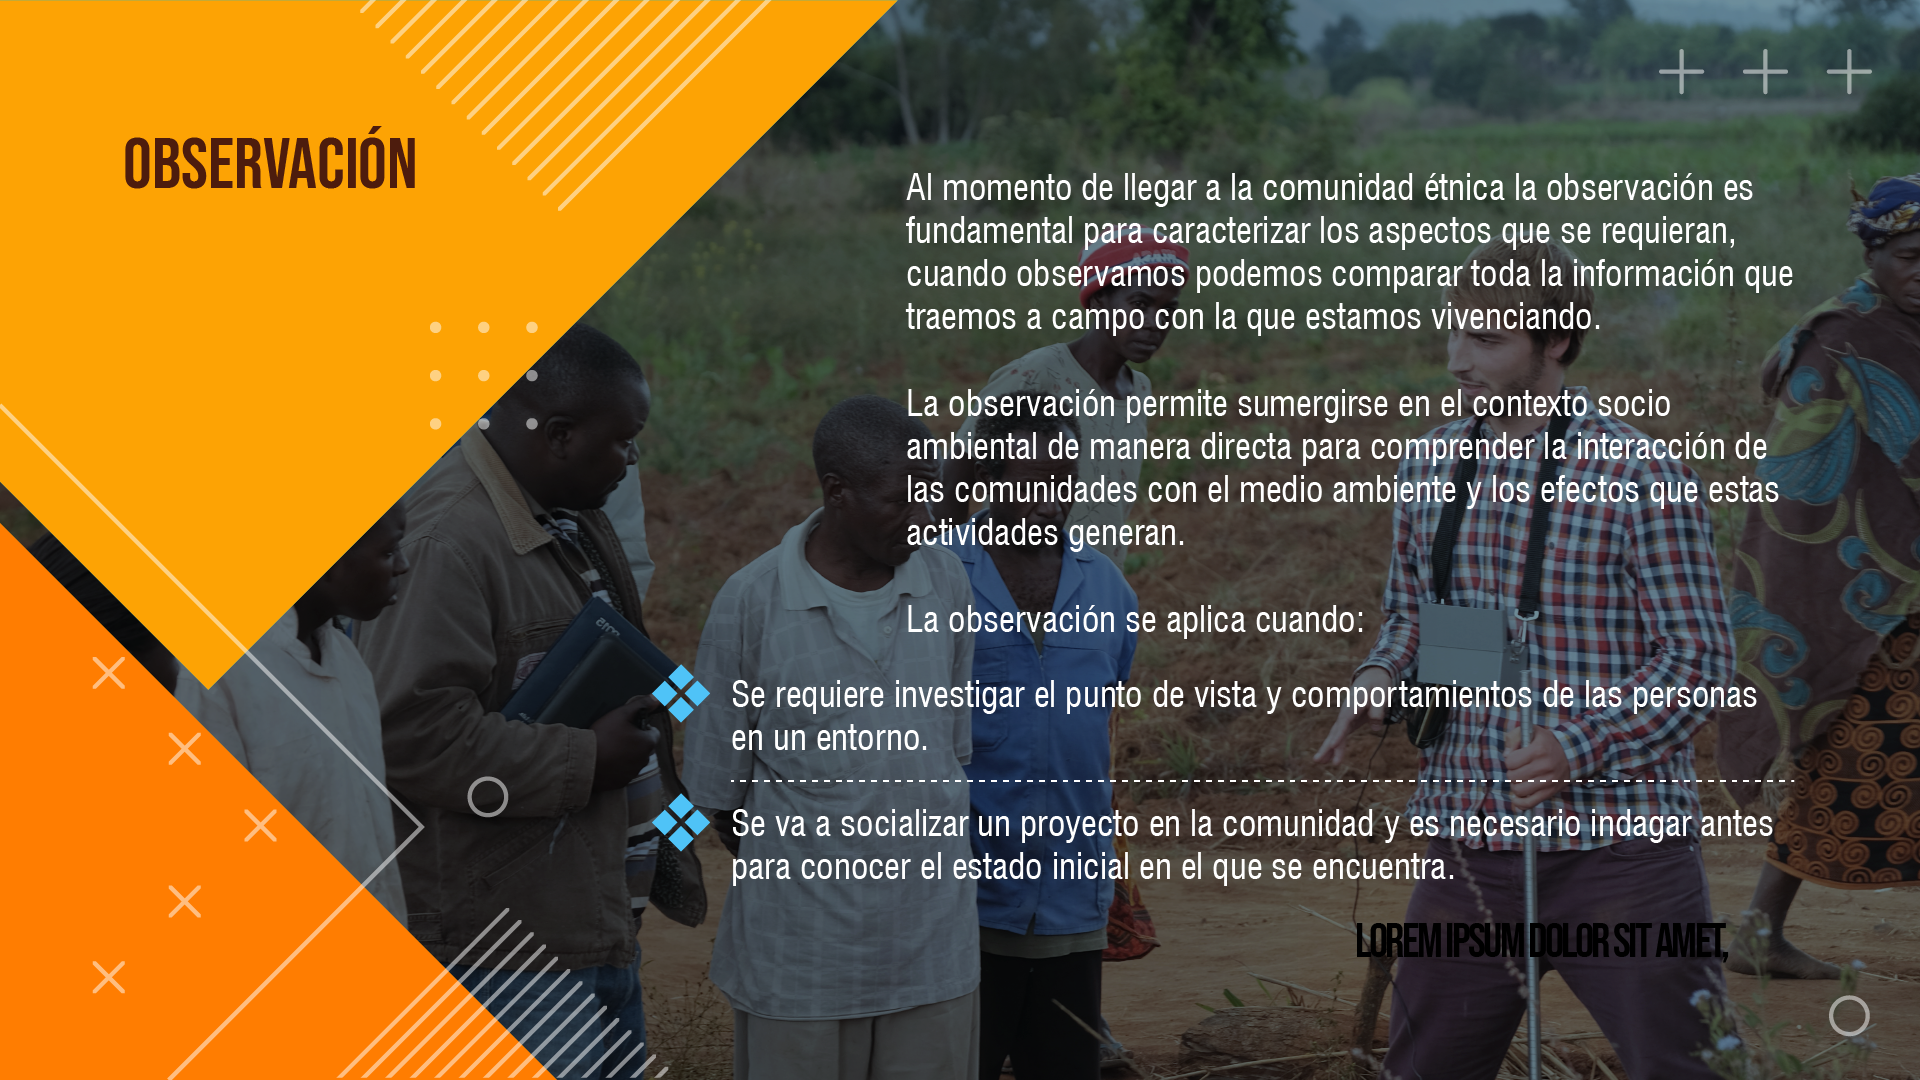 OBSERVACIÓN
Al momento de llegar a la comunidad étnica la observación es
fundamental para caracterizar los aspectos que se requieran,
cuando observamos podemos comparar toda la información que
traemos a campo con la que estamos vivenciando.
La observación permite sumergirse en el contexto socio
ambiental de manera directa para comprender la interacción de
las comunidades con el medio ambiente y los efectos que estas
actividades generan.
La observación se aplica cuando:
Se requiere investigar el punto de vista y comportamientos de las personas
en un entorno.
Se va a socializar un proyecto en la comunidad y es necesario indagar antes
para conocer el estado inicial en el que se encuentra.
LOREM IPSUM DOLOR SIT AMET,